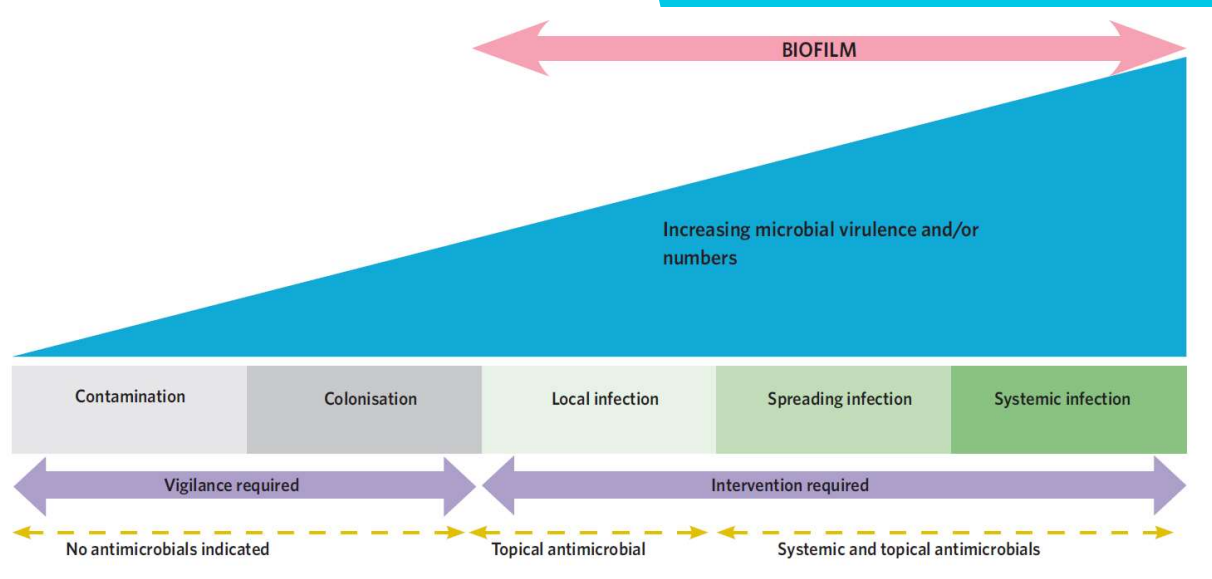 BIOFILM
Increasing microbial virulence and/or
numbers
Contamination
Colonisation
Local infection
Spreading infection
Systemic infection
Vigilance required
Intervention required
No antimicrobials indicated
Topical antimicrobial
Systemic and topical antimicrobials